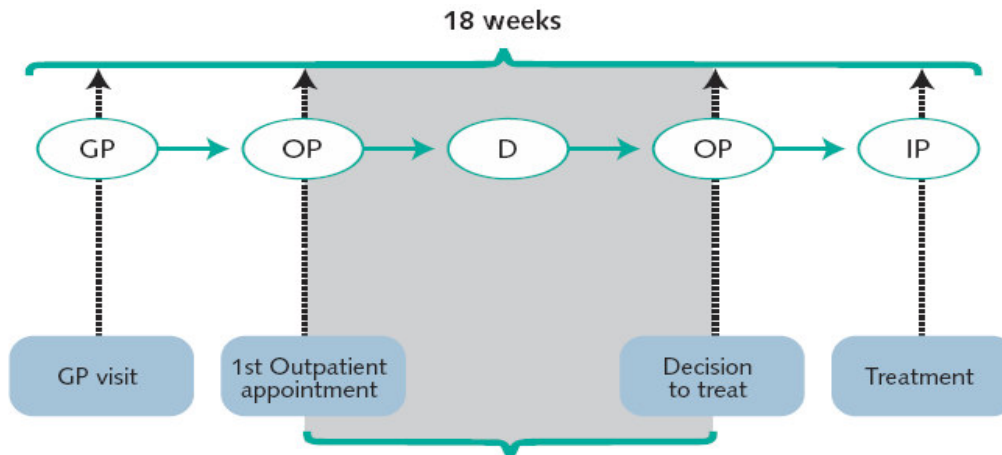 18 weeks
GP
OP
D
OP
IP
GP visit
1st Outpatient
appointment
Decision
to treat
Treatment